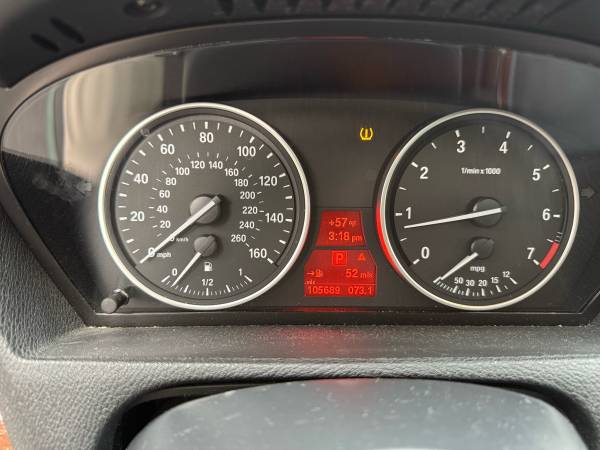 0 20 40 60 80 100 120 140 160
mph
20 40 60 80 100 120 140 160 180 200 220 240 260
km/h
0 1/2 1
+57°F
3:18 pm
P
52 mls
mls
105689 073.1
0 1 2 3 4 5 6 7
1/min x 1000
mpg
50 30 20 15 12